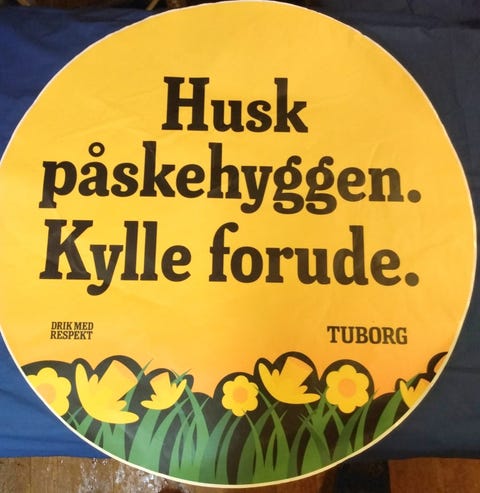 Husk
påskehyggen.
Kylle forude.
DRIK MED
RESPEKT
TUBORG